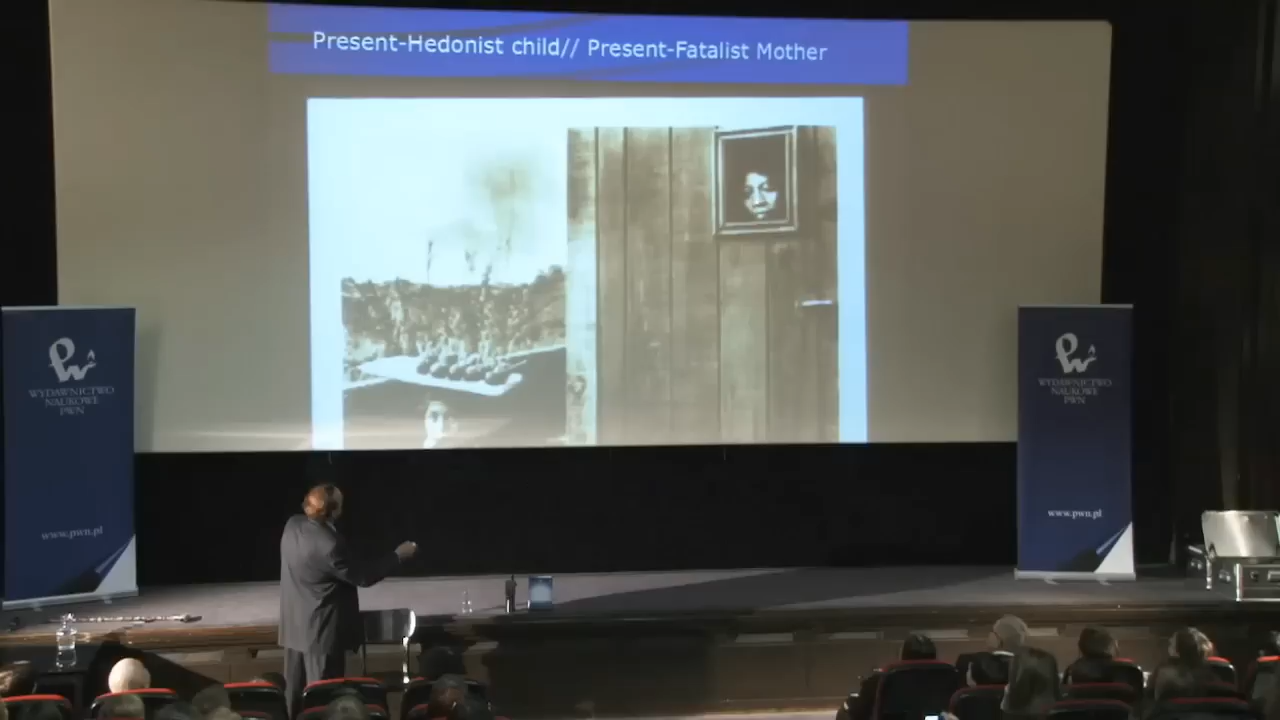 Present-Hedonist child// Present-Fatalist Mother
WYDAWNICTWO
NAUKOWE
PWN
www.pwn.pl
WYDAWNICTWO
NAUKOWE
PWN
www.pwn.pl